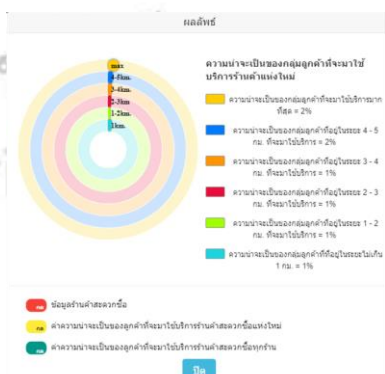 ผลลัพธ์
max
4-5km.
3-4km.
2-3km
1-2km.
1km.
ความน่าจะเป็นของกลุ่มลูกค้าที่จะมาใช้
บริการร้านค้าแห่งใหม่
ความน่าจะเป็นของกลุ่มลูกค้าที่จะมาใช้บริการมาก
ที่สุด = 2%
ความน่าจะเป็นของกลุ่มลูกค้าที่อยู่ในระยะ 4 - 5
กม. ที่จะมาใช้บริการ = 2%
ความน่าจะเป็นของกลุ่มลูกค้าที่อยู่ในระยะ 3 - 4
กม. ที่จะมาใช้บริการ = 1%
ความน่าจะเป็นของกลุ่มลูกค้าที่อยู่ในระยะ 2 - 3
กม. ที่จะมาใช้บริการ = 1%
ความน่าจะเป็นของกลุ่มลูกค้าที่อยู่ในระยะ 1 - 2
กม. ที่จะมาใช้บริการ = 1%
ความน่าจะเป็นของกลุ่มลูกค้าที่ที่อยู่ในระยะไม่เกิน
1 กม. = 1%
กด ข้อมูลร้านค้าสะดวกซื้อ
กด ค่าความน่าจะเป็นของลูกค้าที่จะมาใช้บริการร้านค้าสะดวกซื้อแห่งใหม่
กด ค่าความน่าจะเป็นของลูกค้าที่จะมาใช้บริการร้านค้าสะดวกซื้อทุกร้าน
ปิด